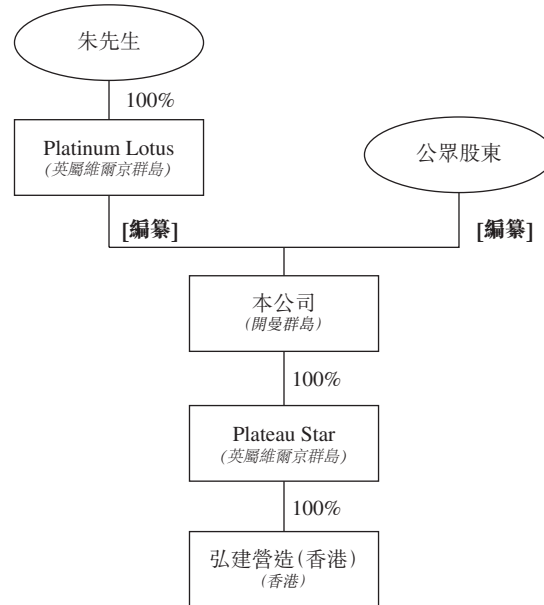 朱先生
100%
Platinum Lotus
(英屬維爾京群島)
公眾股東
[編纂]
[編纂]
本公司
(開曼群島)
100%
Plateau Star
(英屬維爾京群島)
100%
弘建營造(香港)
(香港)